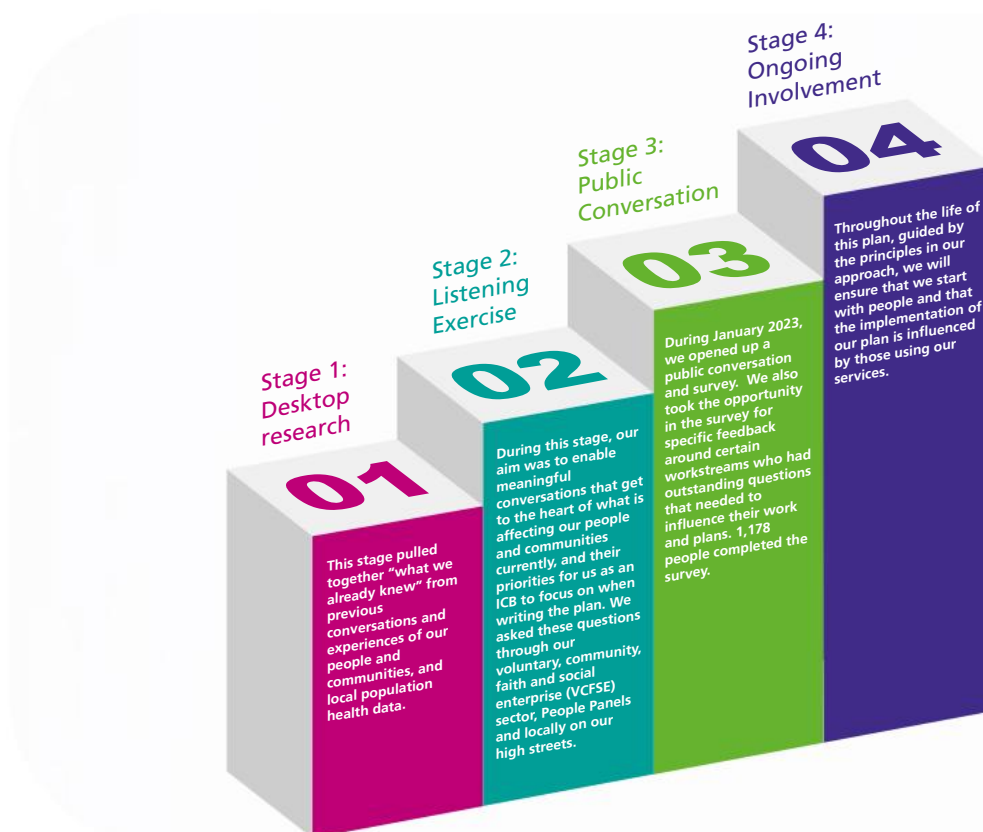 Stage 1:
Desktop
research
01
This stage pulled
together “what we
already knew” from
previous
conversations and
experiences of our
people and
communities, and
local population
health data.
Stage 2:
Listening
Exercise
02
During this stage, our
aim was to enable
meaningful
conversations that get
to the heart of what is
affecting our people
and communities
currently, and their
priorities for us as an
ICB to focus on when
writing the plan. We
asked these questions
through our
voluntary, community,
faith and social
enterprise (VCFSE)
sector, People Panels
and locally on our
high streets.
Stage 3:
Public
Conversation
03
During January 2023,
we opened up a
public conversation
and survey. We also
took the opportunity
in the survey for
specific feedback
around certain
workstreams who had
outstanding questions
that needed to
influence their work
and plans. 1,178
people completed the
survey.
Stage 4:
Ongoing
Involvement
04
Throughout the life of
this plan, guided by
the principles in our
approach, we will
ensure that we start
with people and that
the implementation of
our plan is influenced
by those using our
services.